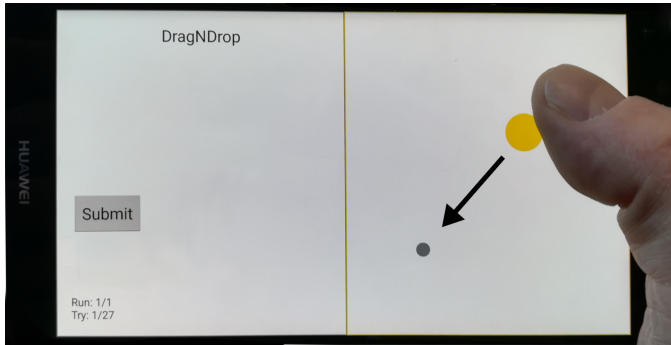 DragNDrop
HUAWEI
Submit
Run: 1/1
Try: 1/27